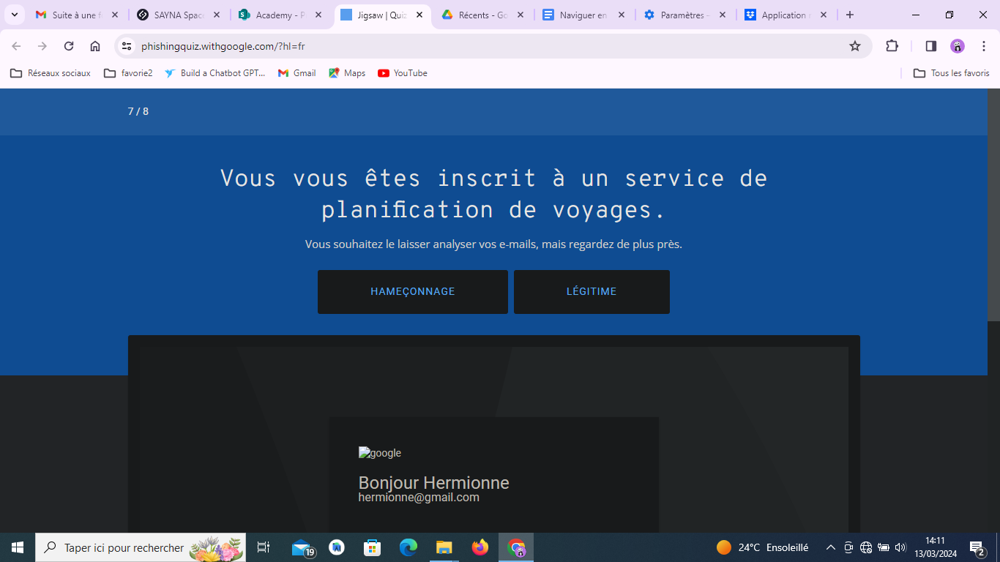 Suite à une fa
SAYNA Space
Academy - P
Jigsaw | Quiz
Récents - Go
Naviguer en
Paramètres -
Application
phishingquiz.withgoogle.com/?hl=fr
Réseaux sociaux
favorie2
Build a Chatbot GPT...
Gmail
Maps
YouTube
Tous les favoris
7 / 8
Vous vous êtes inscrit à un service de
planification de voyages.
Vous souhaitez le laisser analyser vos e-mails, mais regardez de plus près.
HAMEÇONNAGE
LÉGITIME
google
Bonjour Hermionne
hermionne@gmail.com
Taper ici pour rechercher
19
24°C Ensoleillé
14:11
13/03/2024
2